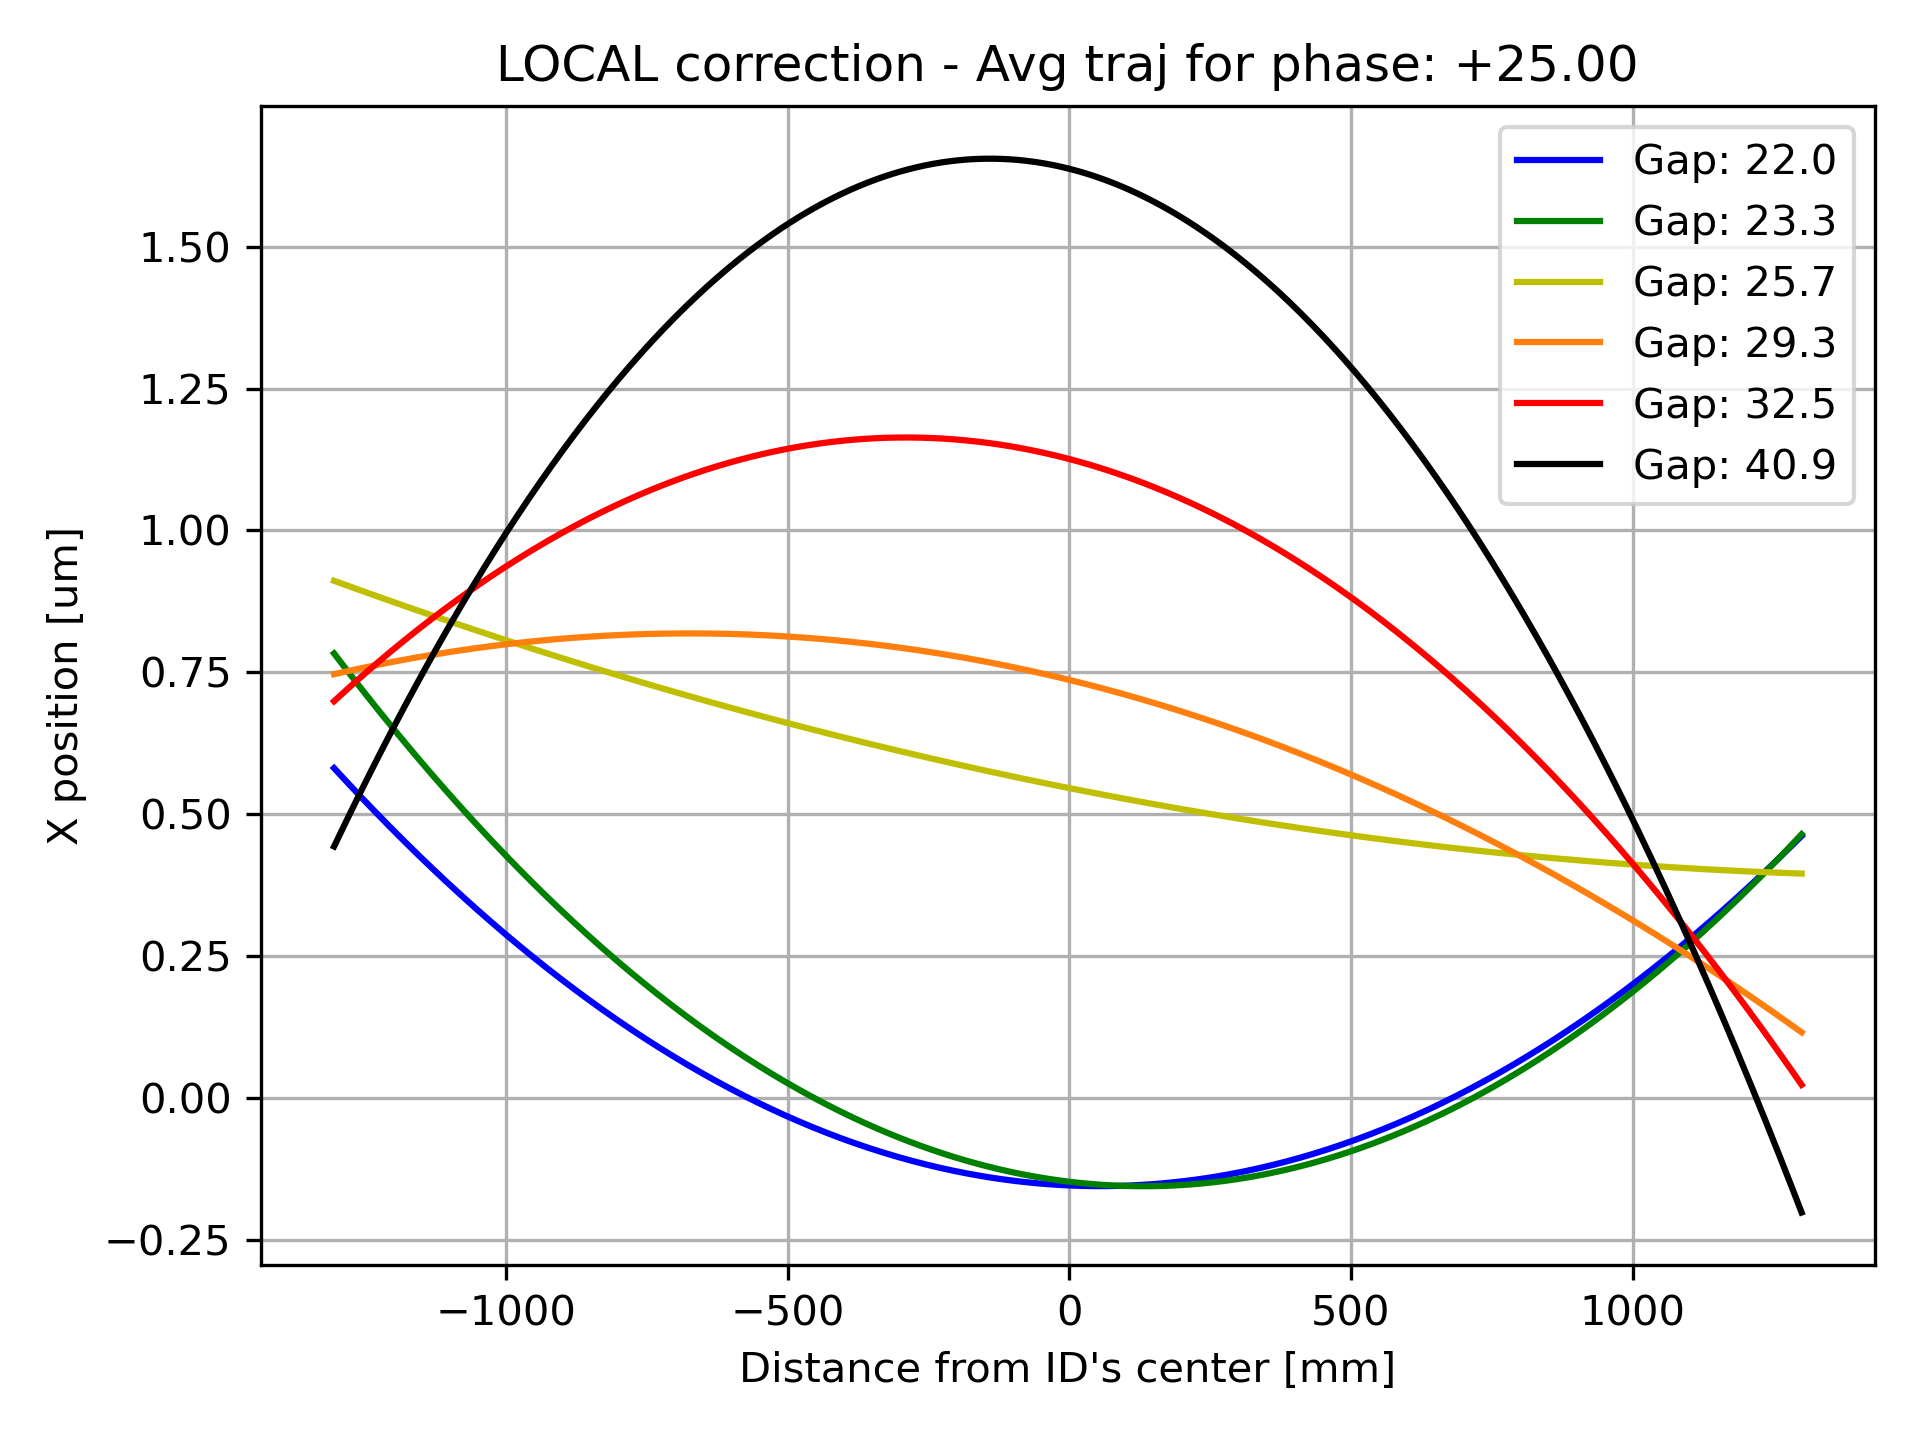 LOCAL correction - Avg traj for phase: +25.00
Gap: 22.0
Gap: 23.3
Gap: 25.7
Gap: 29.3
Gap: 32.5
Gap: 40.9
X position [um]
1.50
1.25
1.00
0.75
0.50
0.25
0.00
−0.25
−1000 −500 0 500 1000
Distance from ID's center [mm]